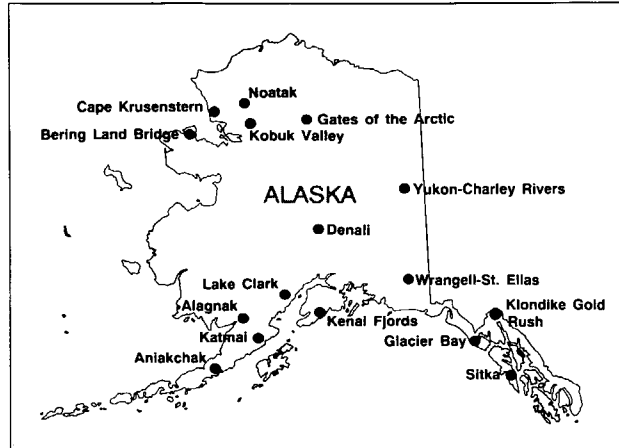 Noatak
Cape Krusenstern
Gates of the Arctic
Bering Land Bridge
Kobuk Valley
ALASKA
Yukon-Charley Rivers
Denali
Lake Clark
Wrangell-St. Elias
Alagnak
Klondike Gold
Rush
Kenai Fjords
Katmai
Glacier Bay
Aniakchak
Sitka